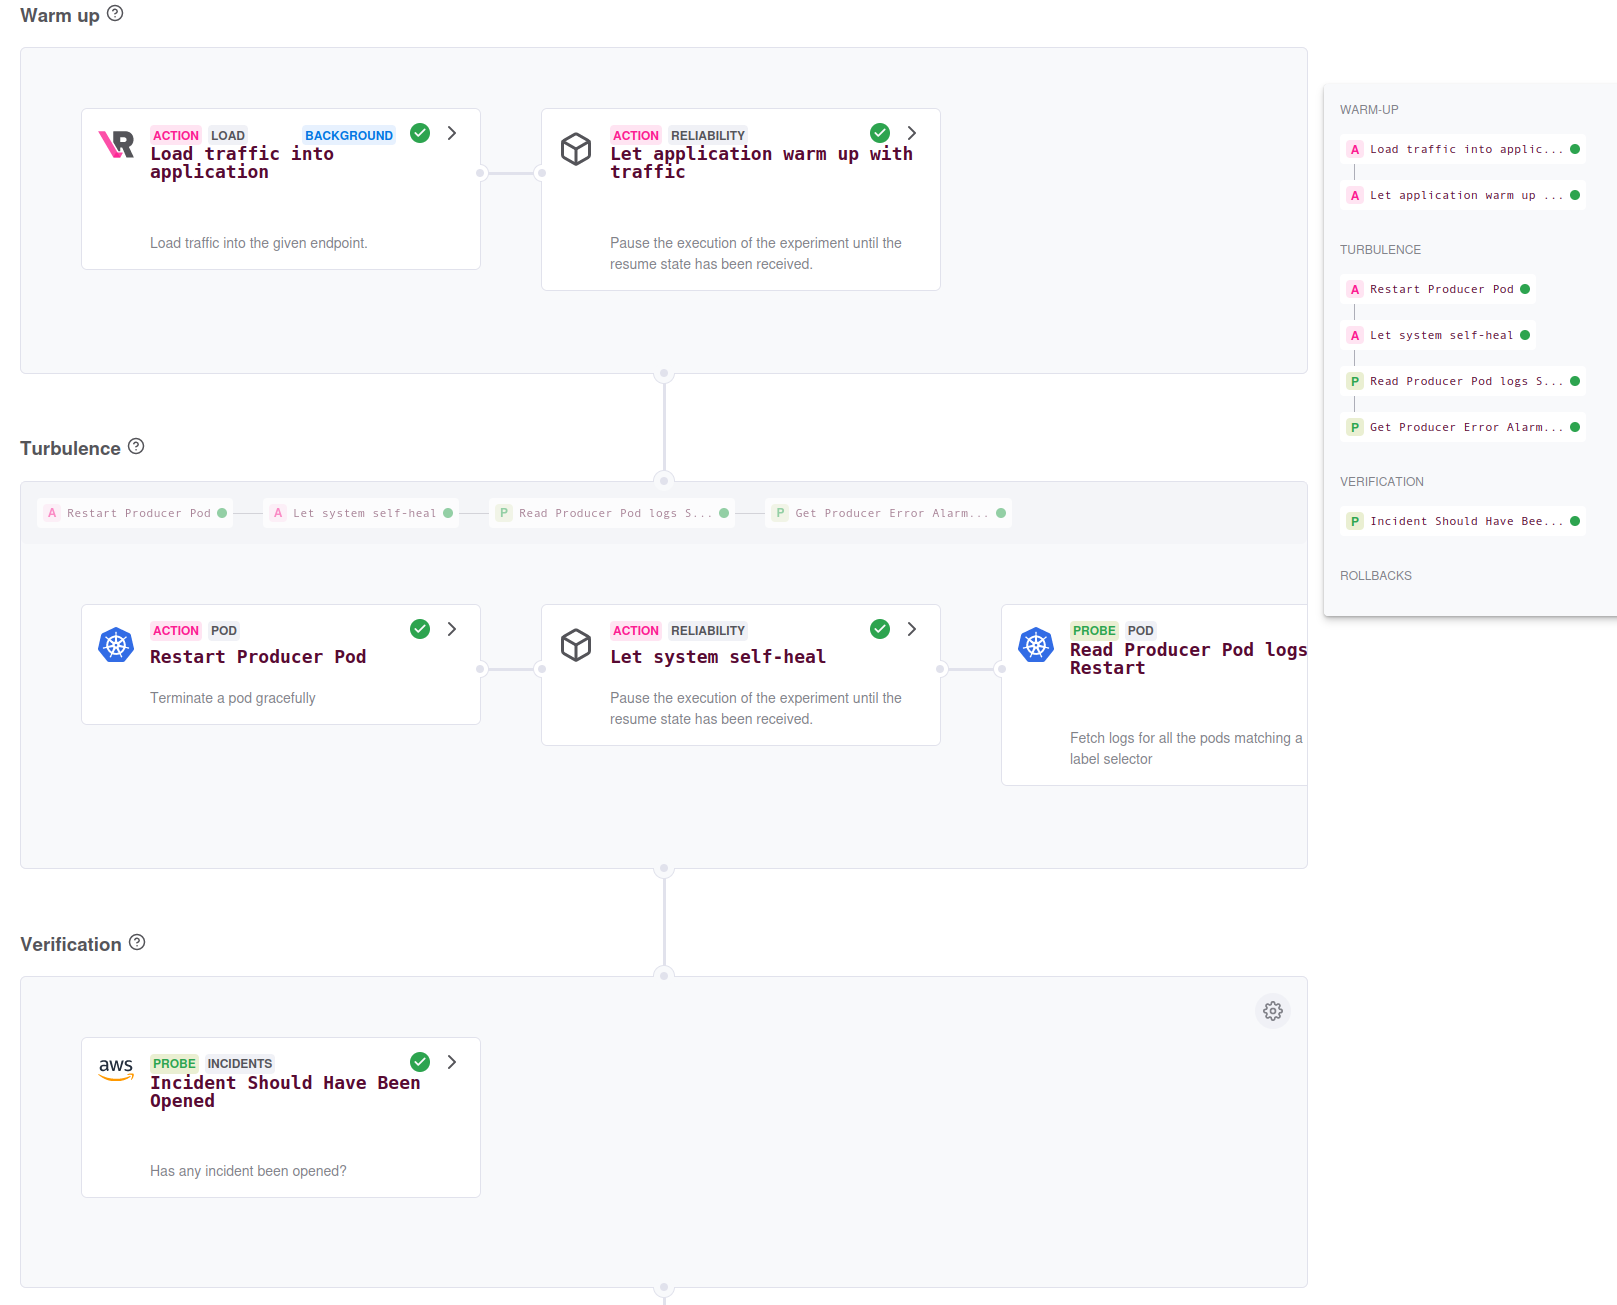 Warm up
ACTION LOAD BACKGROUND
Load traffic into
application
Load traffic into the given endpoint.
ACTION RELIABILITY
Let application warm up with
traffic
Pause the execution of the experiment until the
resume state has been received.
Turbulence
A Restart Producer Pod
A Let system self-heal
P Read Producer Pod logs S...
P Get Producer Error Alarm...
ACTION POD
Restart Producer Pod
Terminate a pod gracefully
ACTION RELIABILITY
Let system self-heal
Pause the execution of the experiment until the
resume state has been received.
PROBE POD
Read Producer Pod logs
Restart
Fetch logs for all the pods matching a
label selector
Verification
aws
PROBE INCIDENTS
Incident Should Have Been
Opened
Has any incident been opened?
WARM-UP
A Load traffic into applic...
A Let application warm up ...
TURBULENCE
A Restart Producer Pod
A Let system self-heal
P Read Producer Pod logs S...
P Get Producer Error Alarm...
VERIFICATION
P Incident Should Have Bee...
ROLLBACKS